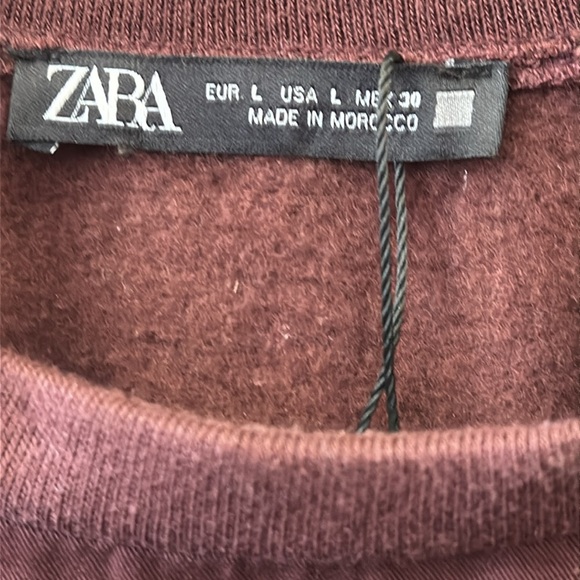 ZARA
EUR L USA L MEX 30
MADE IN MOROCCO